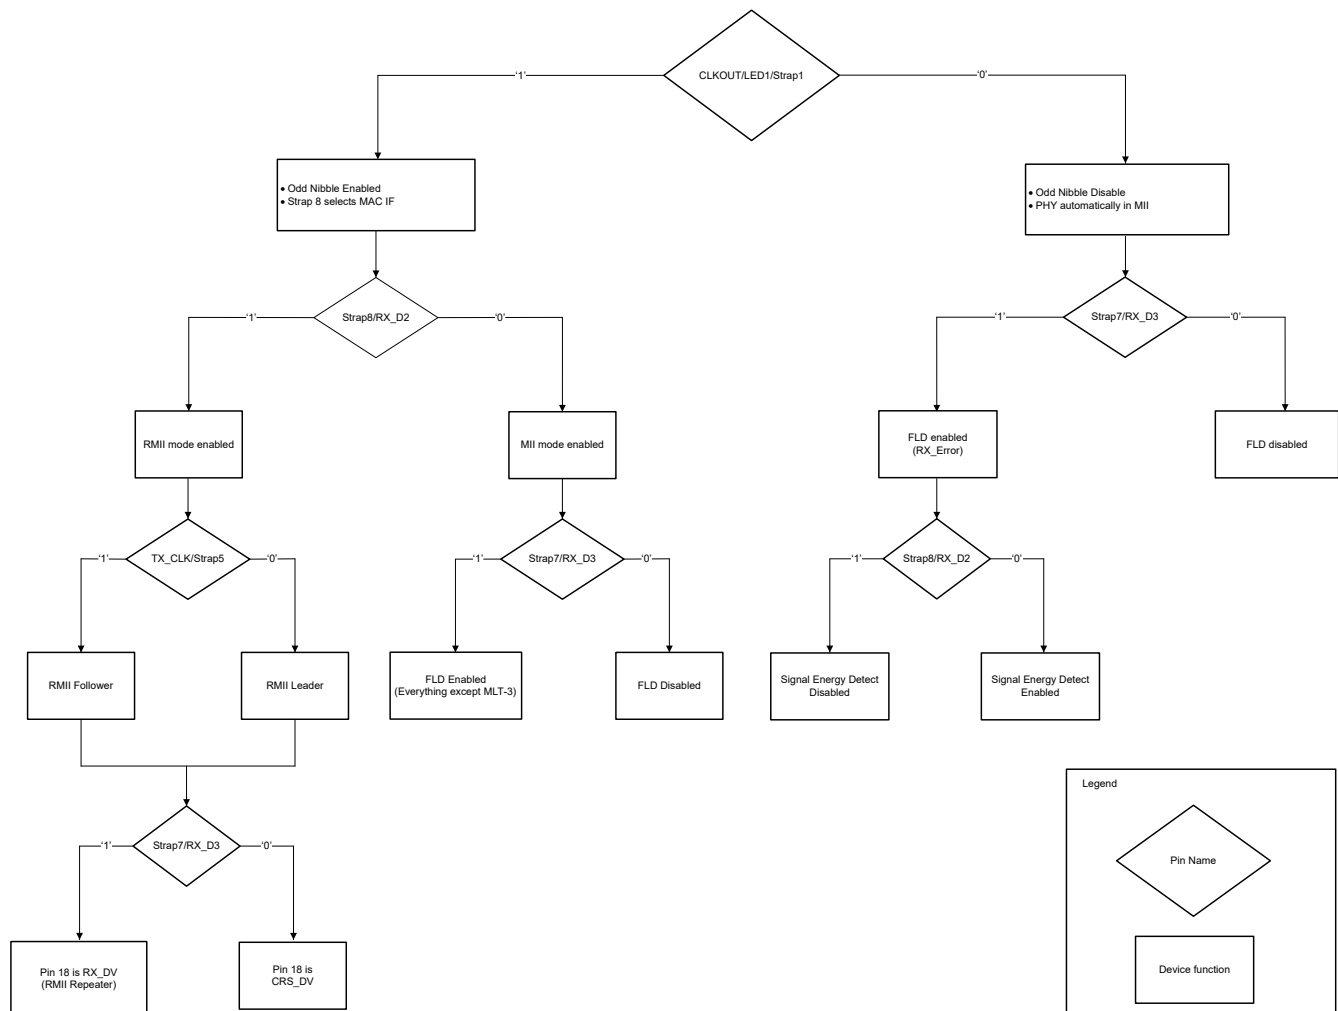 CLKOUT/LED1/Strap1
‘1’
‘0’
• Odd Nibble Enabled
• Strap 8 selects MAC IF
• Odd Nibble Disable
• PHY automatically in MII
Strap8/RX_D2
‘1’
‘0’
Strap7/RX_D3
‘1’
‘0’
RMII mode enabled
MII mode enabled
FLD enabled
(RX_Error)
FLD disabled
TX_CLK/Strap5
‘1’
‘0’
Strap7/RX_D3
‘1’
‘0’
Strap8/RX_D2
‘1’
‘0’
RMII Follower
RMII Leader
FLD Enabled
(Everything except MLT-3)
FLD Disabled
Signal Energy Detect
Disabled
Signal Energy Detect
Enabled
Strap7/RX_D3
‘1’
‘0’
Pin 18 is RX_DV
(RMII Repeater)
Pin 18 is
CRS_DV
Legend
Pin Name
Device function